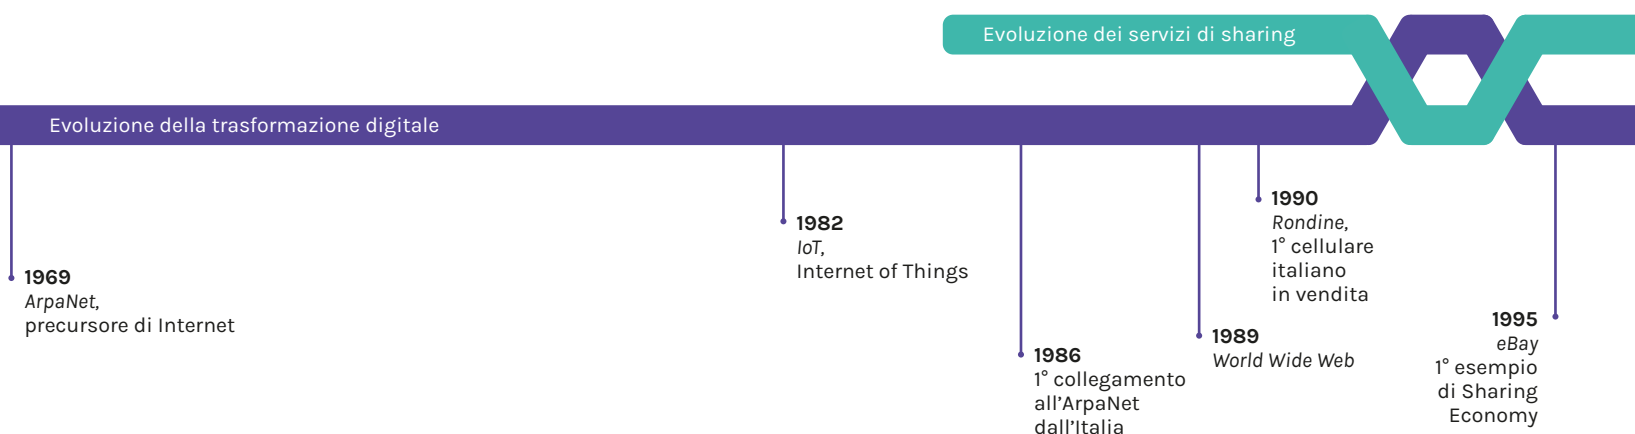 Evoluzione dei servizi di sharing
Evoluzione della trasformazione digitale
1969
ArpaNet,
precursore di Internet
1982
IoT,
Internet of Things
1986
1° collegamento
all’ArpaNet
dall’Italia
1989
World Wide Web
1990
Rondine,
1° cellulare
italiano
in vendita
1995
eBay
1° esempio
di Sharing
Economy